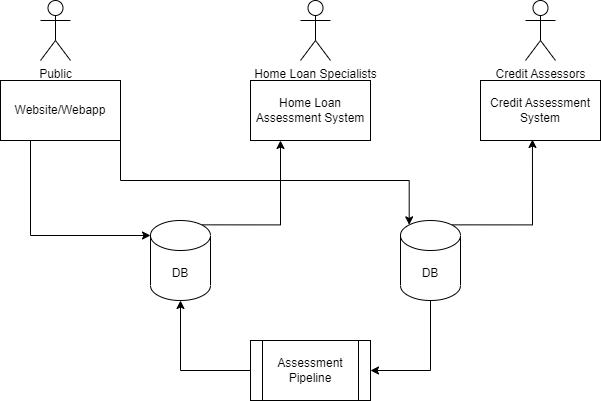 Public
Home Loan Specialists
Credit Assessors
Website/Webapp
Home Loan
Assessment System
Credit Assessment
System
DB
DB
Assessment
Pipeline